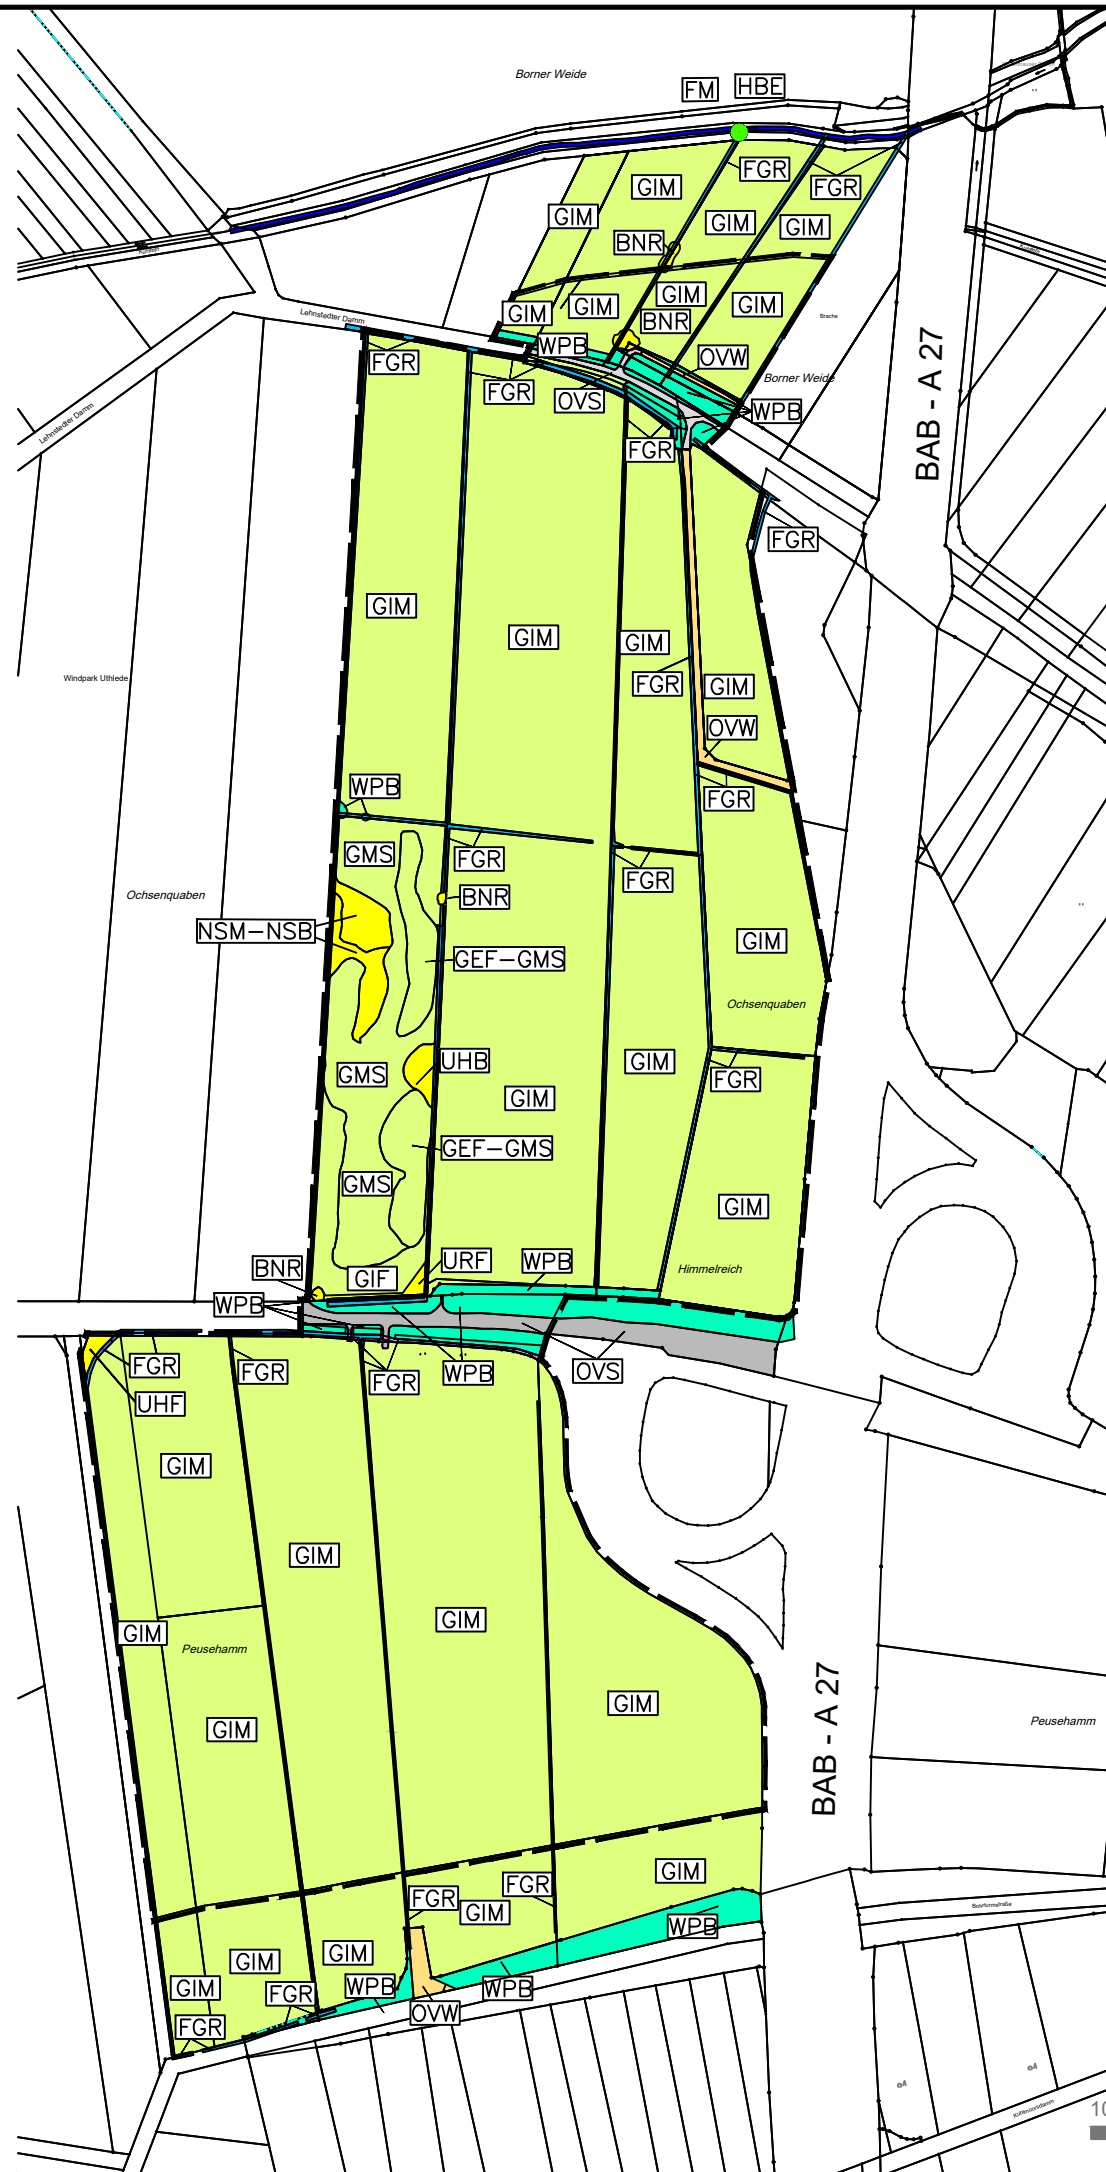 Borner Weide
FM
HBE
FGR
FGR
GIM
GIM
GIM
GIM
BNR
GIM
GIM
GIM
GIM
Lehnstedter Damm
BNR
Brache
WPB
OVW
FGR
FGR
Borner Weide
OVS
WPB
Lehnstedter Damm
FGR
BAB - A 27
FGR
GIM
GIM
GIM
Windpark Uthlede
FGR
GIM
OVW
WPB
FGR
GMS
FGR
FGR
Ochsenquaben
BNR
NSM-NSB
GIM
GEF-GMS
Ochsenquaben
UHB
GMS
GIM
FGR
GIM
GEF-GMS
GMS
GIM
BNR
GIF
URF
WPB
Himmelreich
WPB
FGR
FGR
FGR
WPB
OVS
UHF
GIM
GIM
GIM
GIM
Peusehamm
GIM
GIM
BAB - A 27
Peusehamm
GIM
FGR
FGR
GIM
Bohrturmstraße
WPB
GIM
GIM
GIM
FGR
WPB
WPB
OVW
FGR
Kuhlmoorsdamm
10